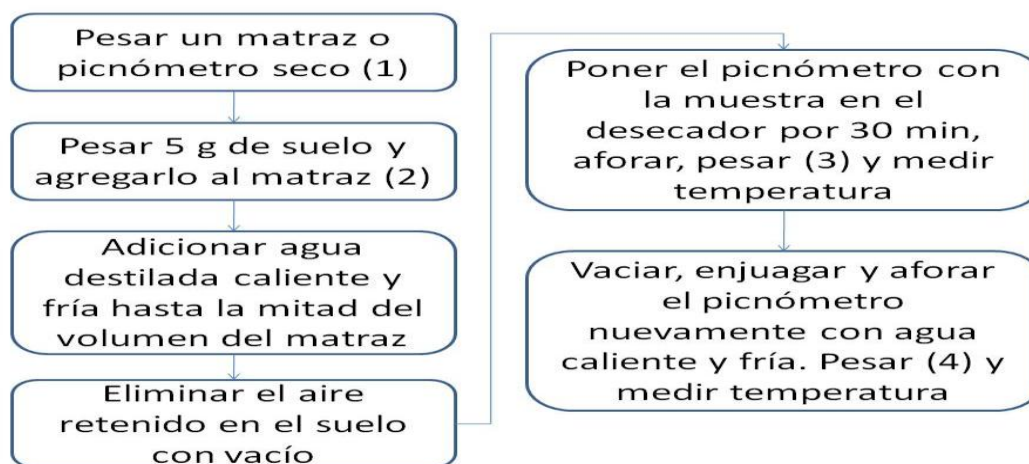 Pesar un matraz o
picnómetro seco (1)
Pesar 5 g de suelo y
agregarlo al matraz (2)
Adicionar agua
destilada caliente y
fría hasta la mitad del
volumen del matraz
Eliminar el aire
retenido en el suelo
con vacío
Poner el picnómetro con
la muestra en el
desecador por 30 min,
aforar, pesar (3) y medir
temperatura
Vaciar, enjuagar y aforar
el picnómetro
nuevamente con agua
caliente y fría. Pesar (4) y
medir temperatura